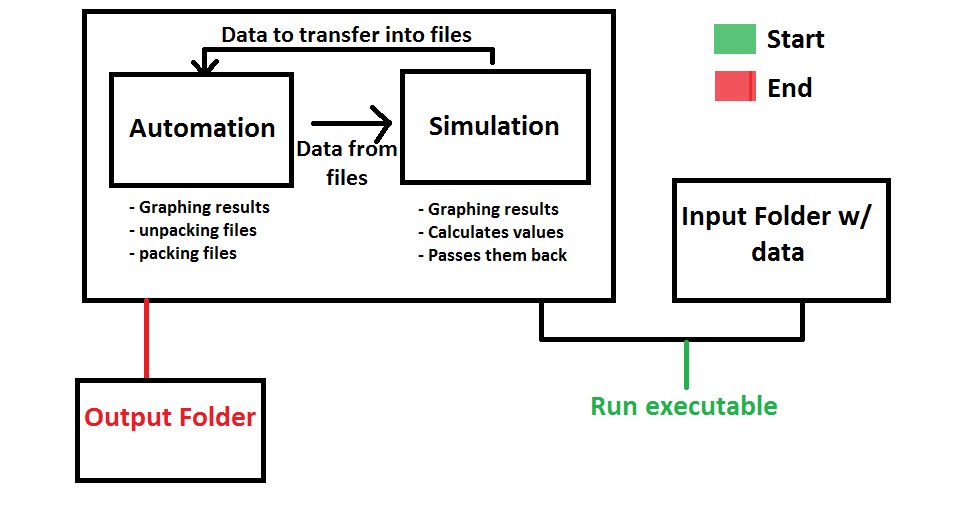 Data to transfer into files
Start
End
Automation
Simulation
Data from
files
- Graphing results
- unpacking files
- packing files
- Graphing results
- Calculates values
- Passes them back
Input Folder w/
data
Output Folder
Run executable